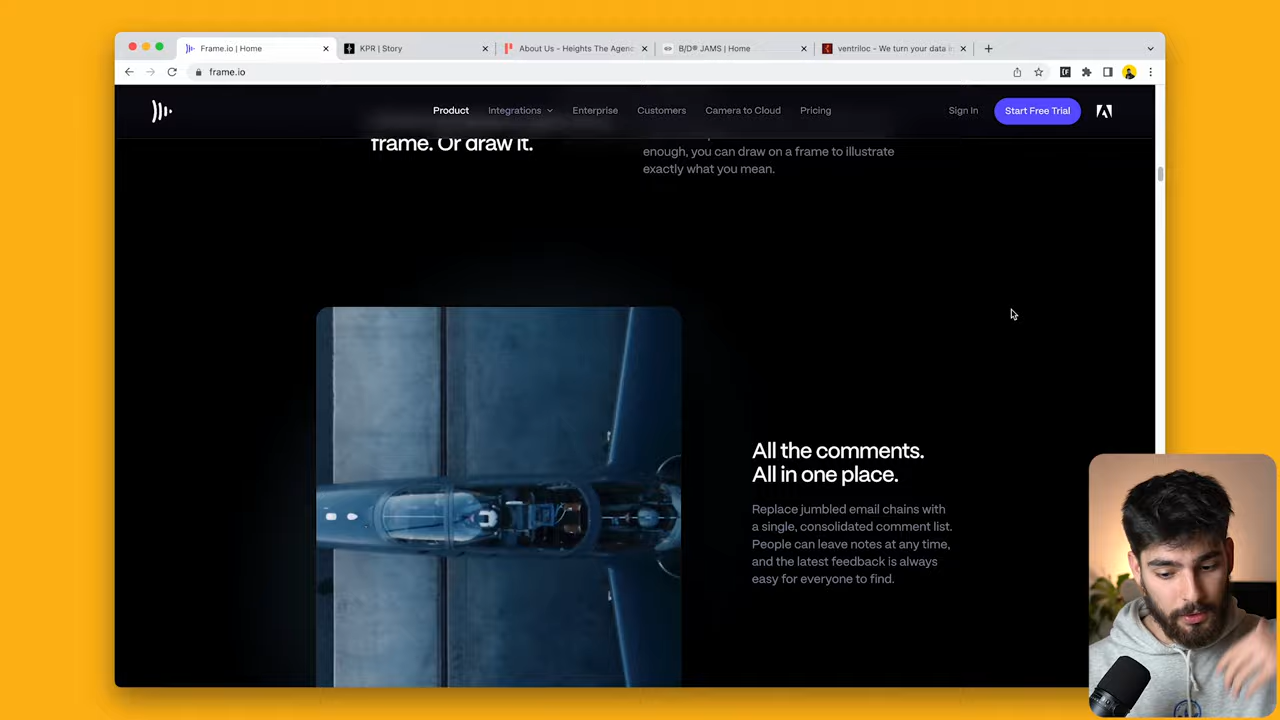 Frame.io | Home
KPR | Story
About Us - Heights The Agenc
B/D® JAMS | Home
ventriloc - We turn your data in
frame.io
Product
Integrations
Enterprise
Customers
Camera to Cloud
Pricing
Sign In
Start Free Trial
frame. Or draw it.
enough, you can draw on a frame to illustrate
exactly what you mean.
All the comments.
All in one place.
Replace jumbled email chains with
a single, consolidated comment list.
People can leave notes at any time,
and the latest feedback is always
easy for everyone to find.